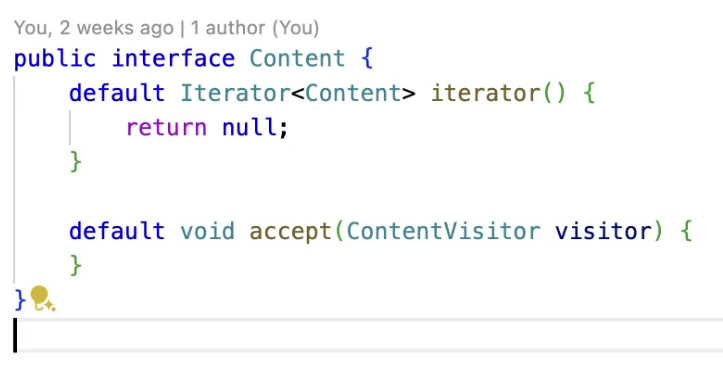 You, 2 weeks ago | 1 author (You)
public interface Content {
    default Iterator<Content> iterator() {
        return null;
    }

    default void accept(ContentVisitor visitor) {
    }
}